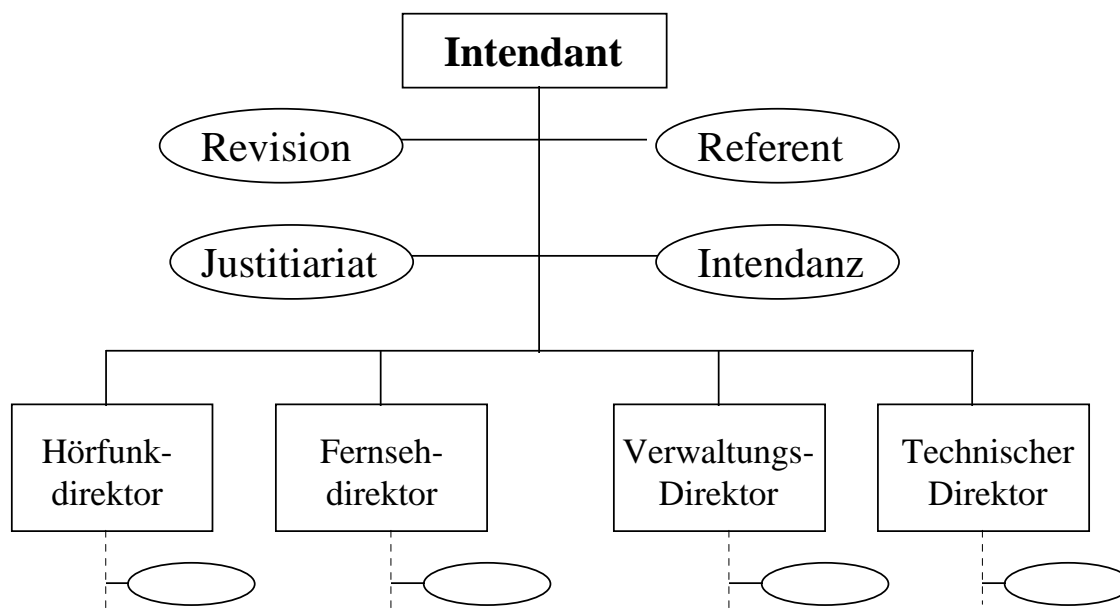 Intendant
Revision
Referent
Justitiariat
Intendanz
Hörfunk-
direktor
Fernseh-
direktor
Verwaltungs-
Direktor
Technischer
Direktor